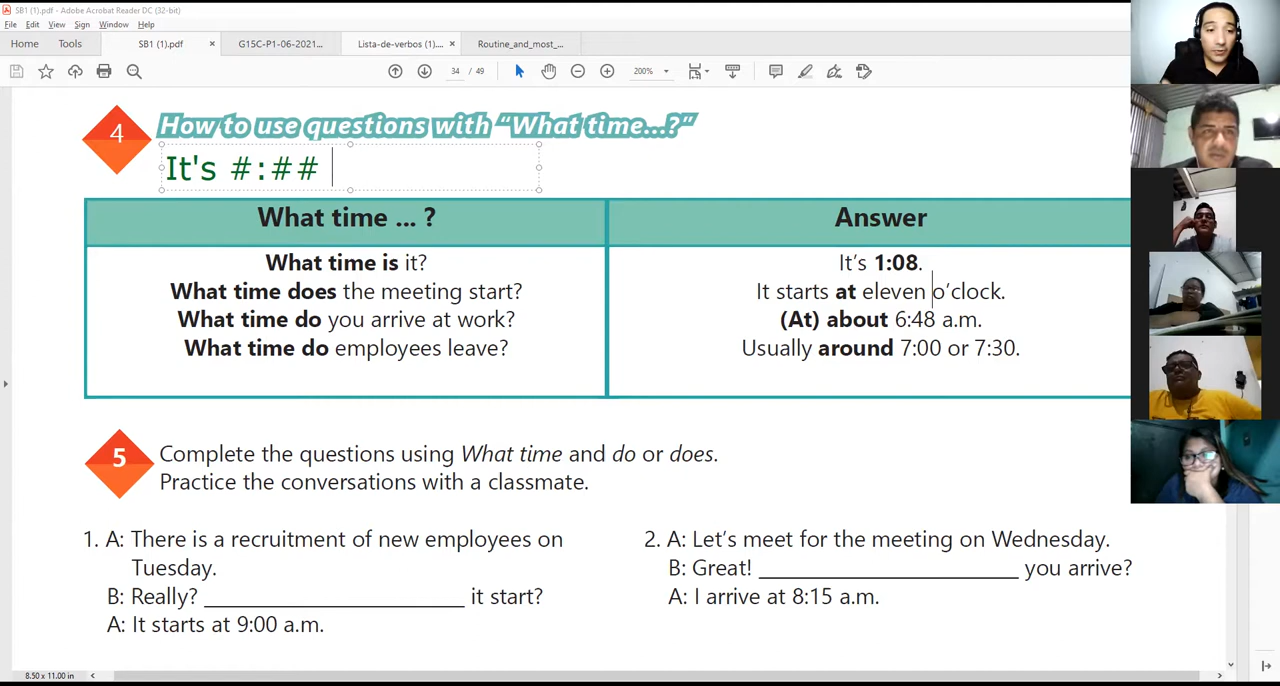 SB1 (1).pdf - Adobe Acrobat Reader DC (32-bit)
File Edit View Sign Window Help
Home Tools SB1 (1).pdf × G15C-P1-06-2021... Lista-de-verbos (1).... × Routine_and_most_...
34 / 49 200%
4
How to use questions with “What time...?”
It's #:##
What time ... ? Answer
What time is it? It’s 1:08.
What time does the meeting start? It starts at eleven o’clock.
What time do you arrive at work? (At) about 6:48 a.m.
What time do employees leave? Usually around 7:00 or 7:30.
5
Complete the questions using What time and do or does.
Practice the conversations with a classmate.
1. A: There is a recruitment of new employees on
Tuesday.
B: Really? ______________________ it start?
A: It starts at 9:00 a.m.
2. A: Let’s meet for the meeting on Wednesday.
B: Great! ______________________ you arrive?
A: I arrive at 8:15 a.m.
8.50 x 11.00 in